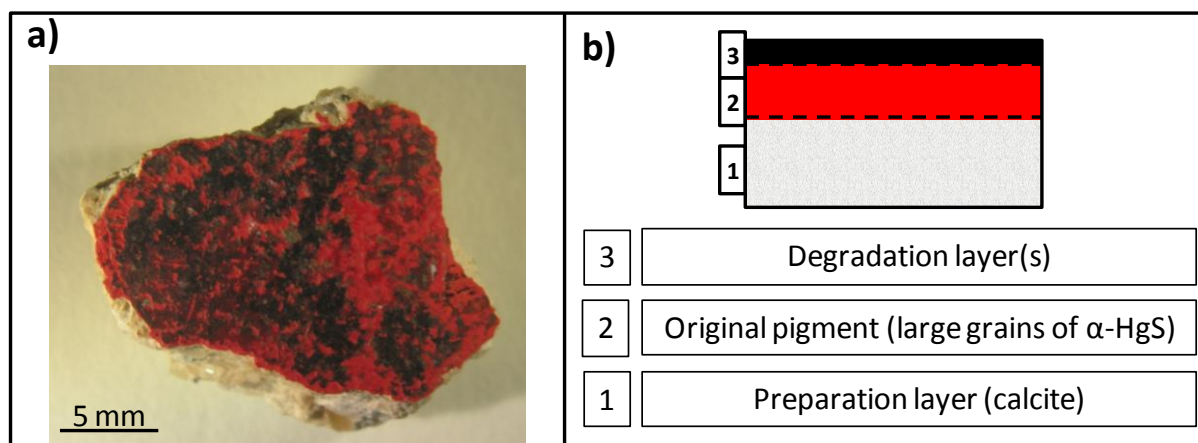 a)
5 mm
b)
3
2
1
3 Degradation layer(s)
2 Original pigment (large grains of α-HgS)
1 Preparation layer (calcite)